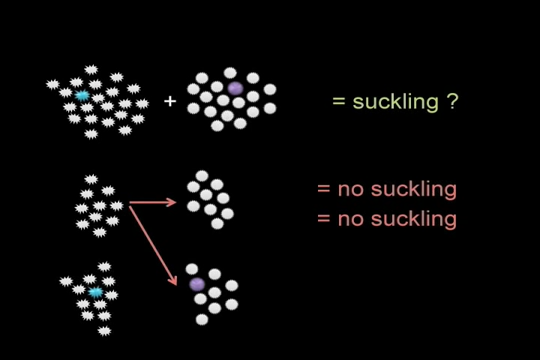 + = suckling ?
= no suckling
= no suckling